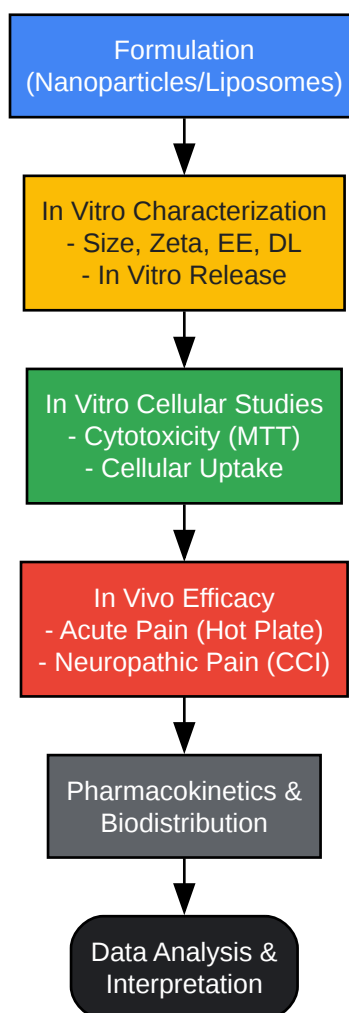 Formulation
(Nanoparticles/Liposomes)
In Vitro Characterization
- Size, Zeta, EE, DL
- In Vitro Release
In Vitro Cellular Studies
- Cytotoxicity (MTT)
- Cellular Uptake
In Vivo Efficacy
- Acute Pain (Hot Plate)
- Neuropathic Pain (CCI)
Pharmacokinetics &
Biodistribution
Data Analysis &
Interpretation